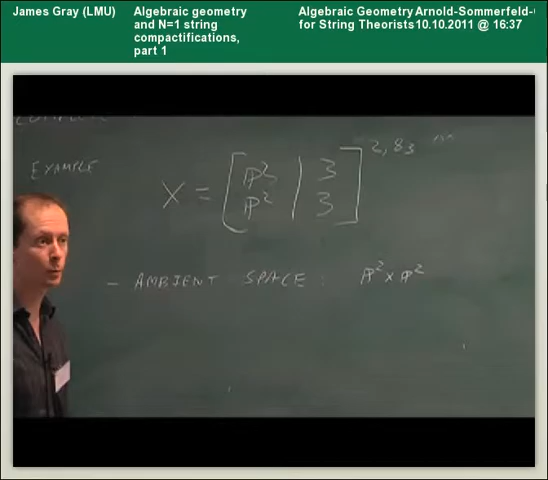 James Gray (LMU)
Algebraic geometry
and N=1 string
compactifications,
part 1
Algebraic Geometry
for String Theorists
Arnold-Sommerfeld-
10.10.2011 @ 16:37
COMPLETE
EXAMPLE
X = [ ℙ² | 3 ]^2,83
ℙ² | 3
- AMBIENT SPACE : ℙ² x ℙ²